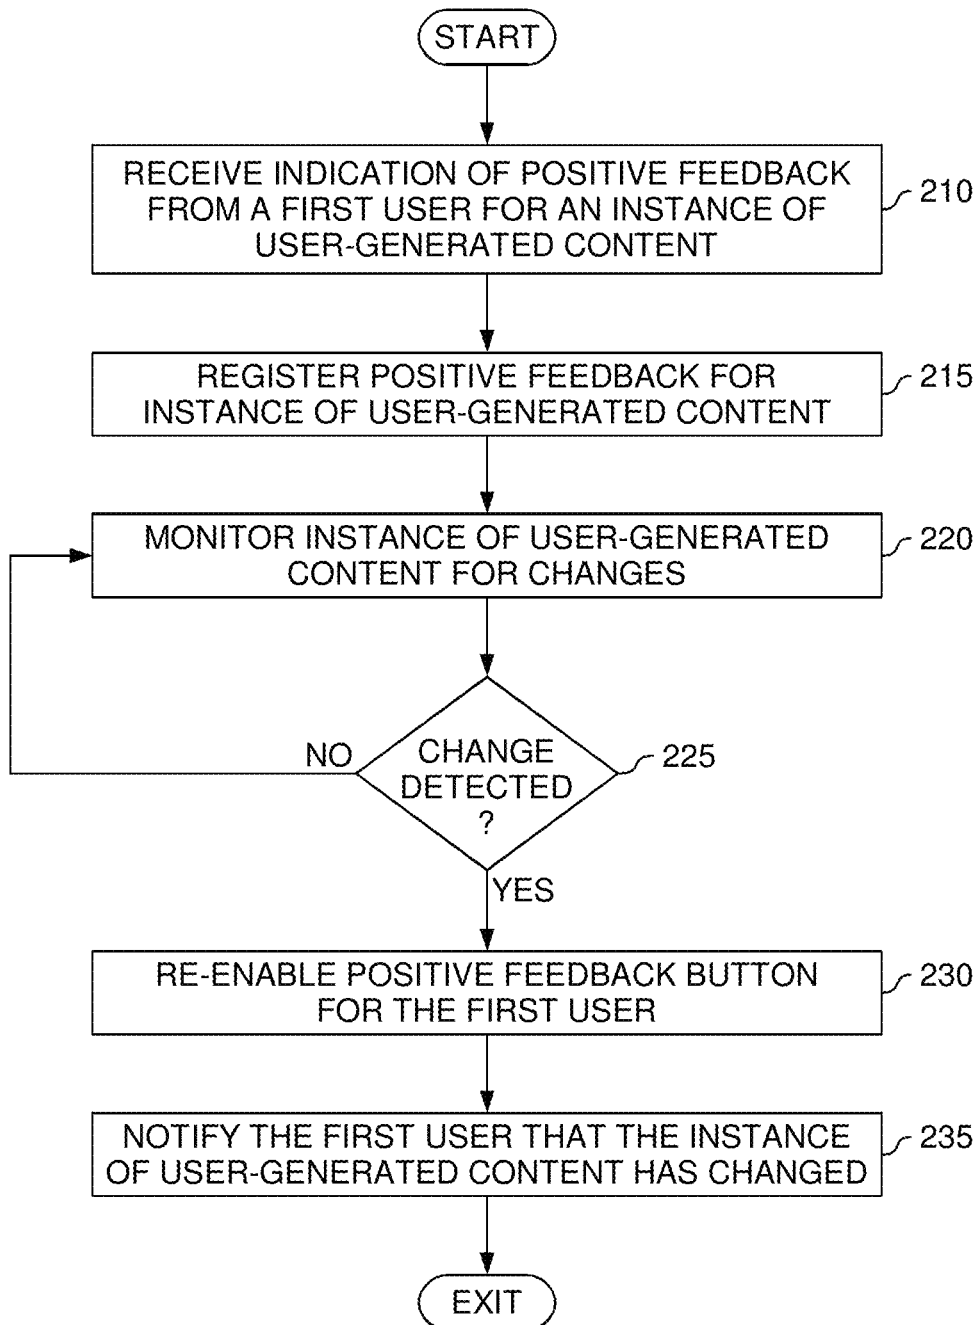 START
RECEIVE INDICATION OF POSITIVE FEEDBACK
FROM A FIRST USER FOR AN INSTANCE OF
USER-GENERATED CONTENT
210
REGISTER POSITIVE FEEDBACK FOR
INSTANCE OF USER-GENERATED CONTENT
215
MONITOR INSTANCE OF USER-GENERATED
CONTENT FOR CHANGES
220
NO
CHANGE
DETECTED
?
225
YES
RE-ENABLE POSITIVE FEEDBACK BUTTON
FOR THE FIRST USER
230
NOTIFY THE FIRST USER THAT THE INSTANCE
OF USER-GENERATED CONTENT HAS CHANGED
235
EXIT